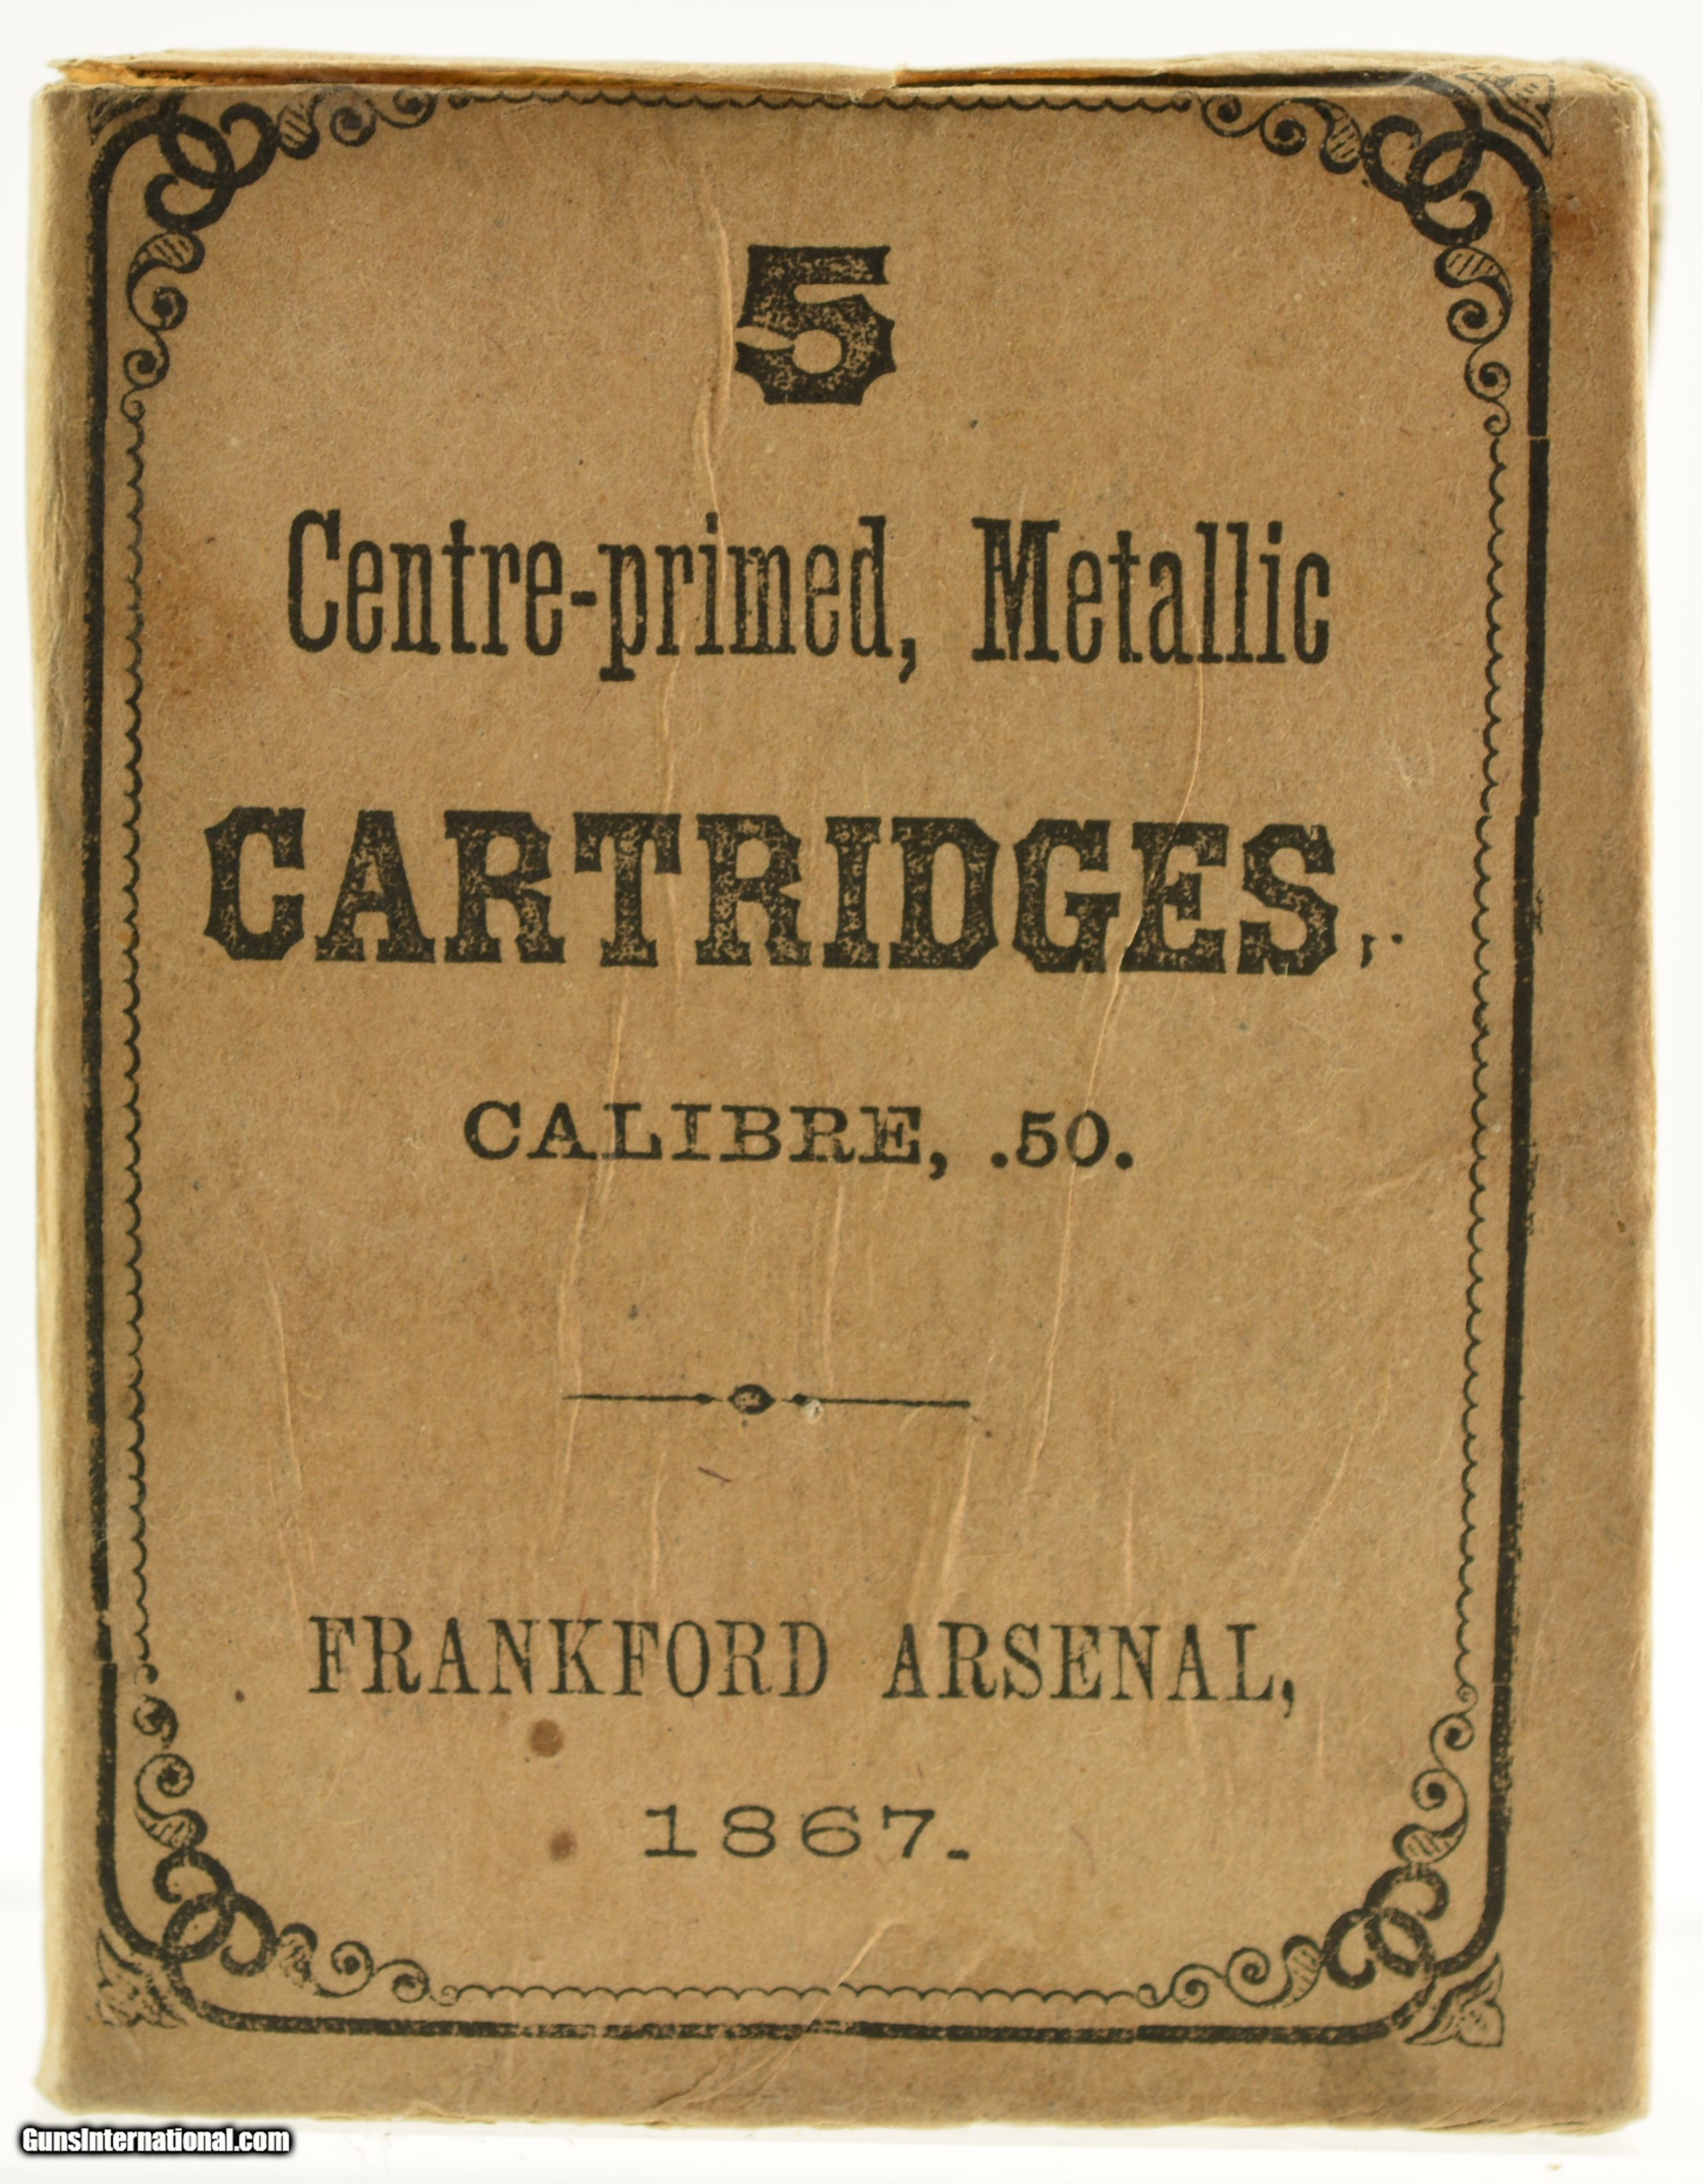 5
Centre-primed, Metallic
CARTRIDGES,
CALIBRE, .50.
FRANKFORD ARSENAL,
1867.
GunsInternational.com